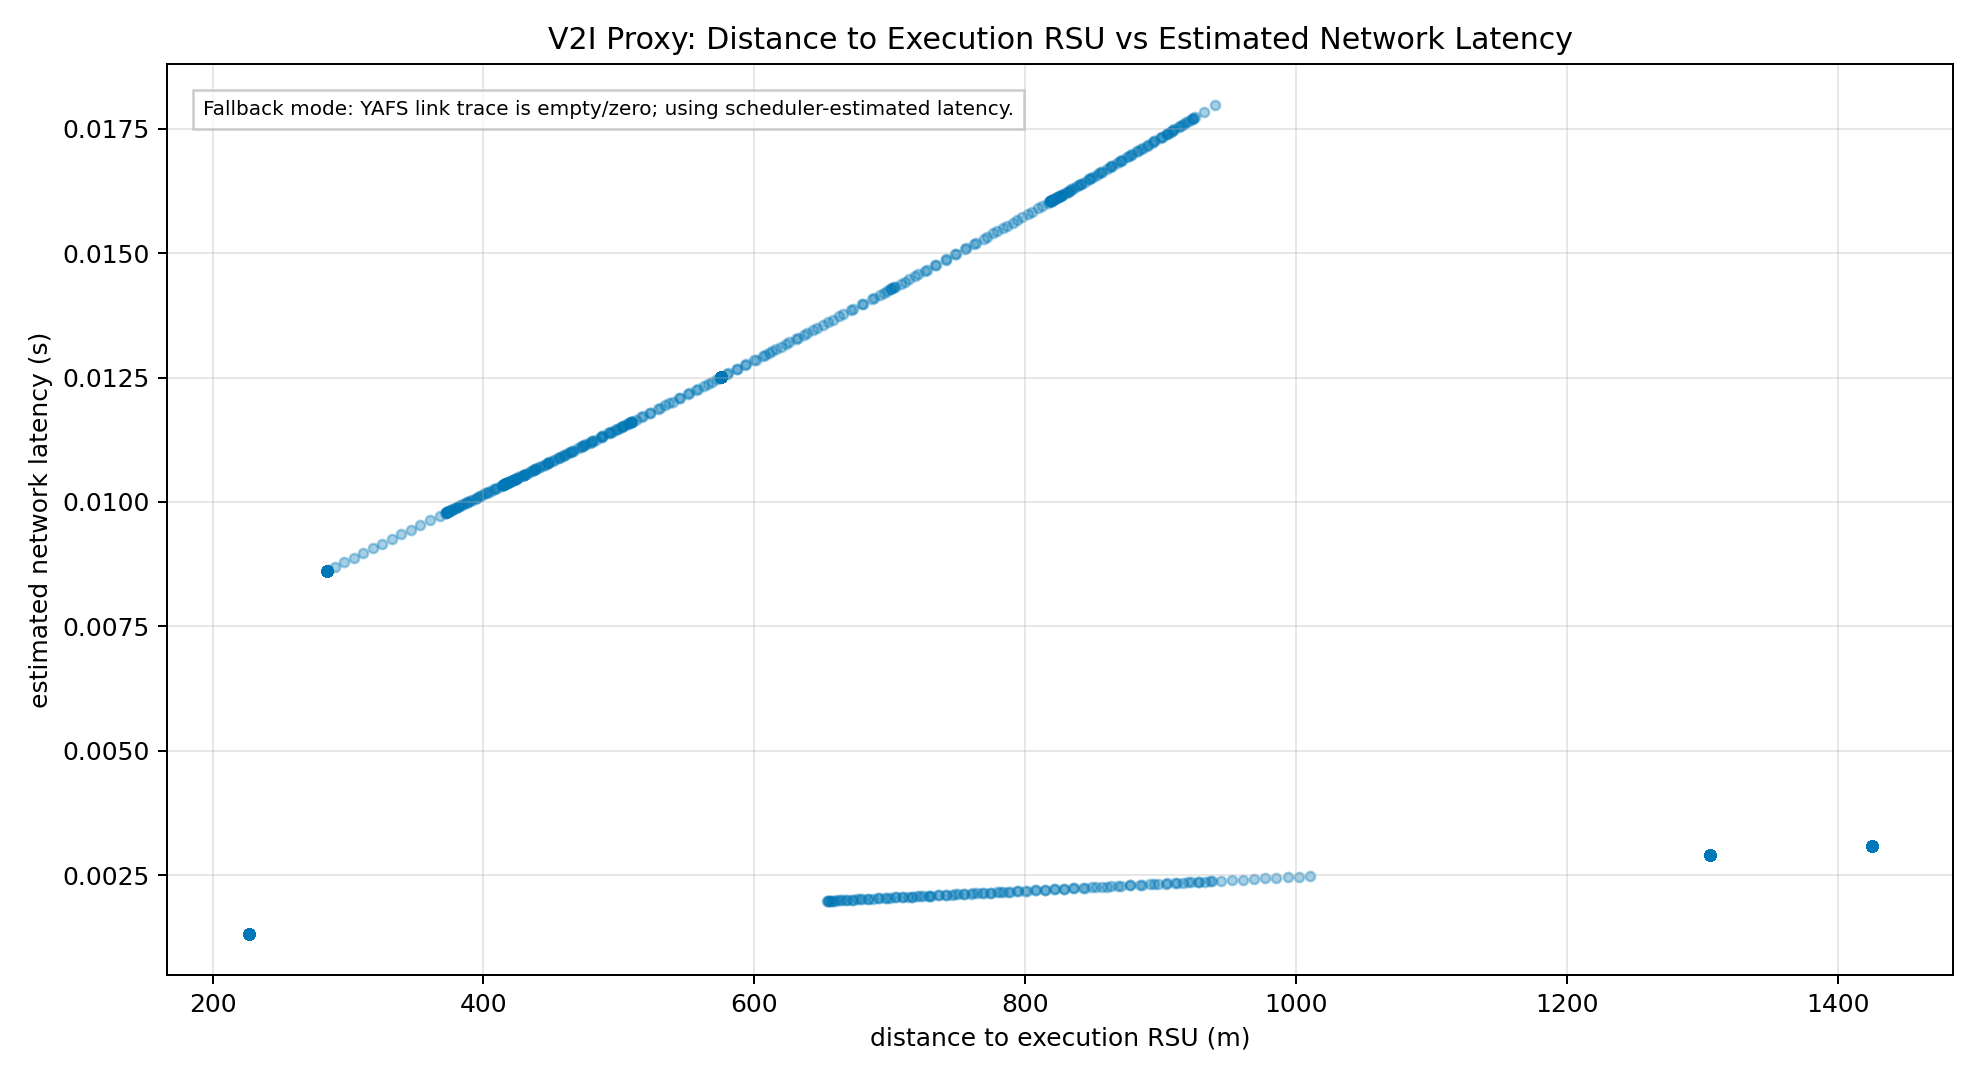 V2I Proxy: Distance to Execution RSU vs Estimated Network Latency
Fallback mode: YAFS link trace is empty/zero; using scheduler-estimated latency.
estimated network latency (s)
0.0175
0.0150
0.0125
0.0100
0.0075
0.0050
0.0025
200 400 600 800 1000 1200 1400
distance to execution RSU (m)